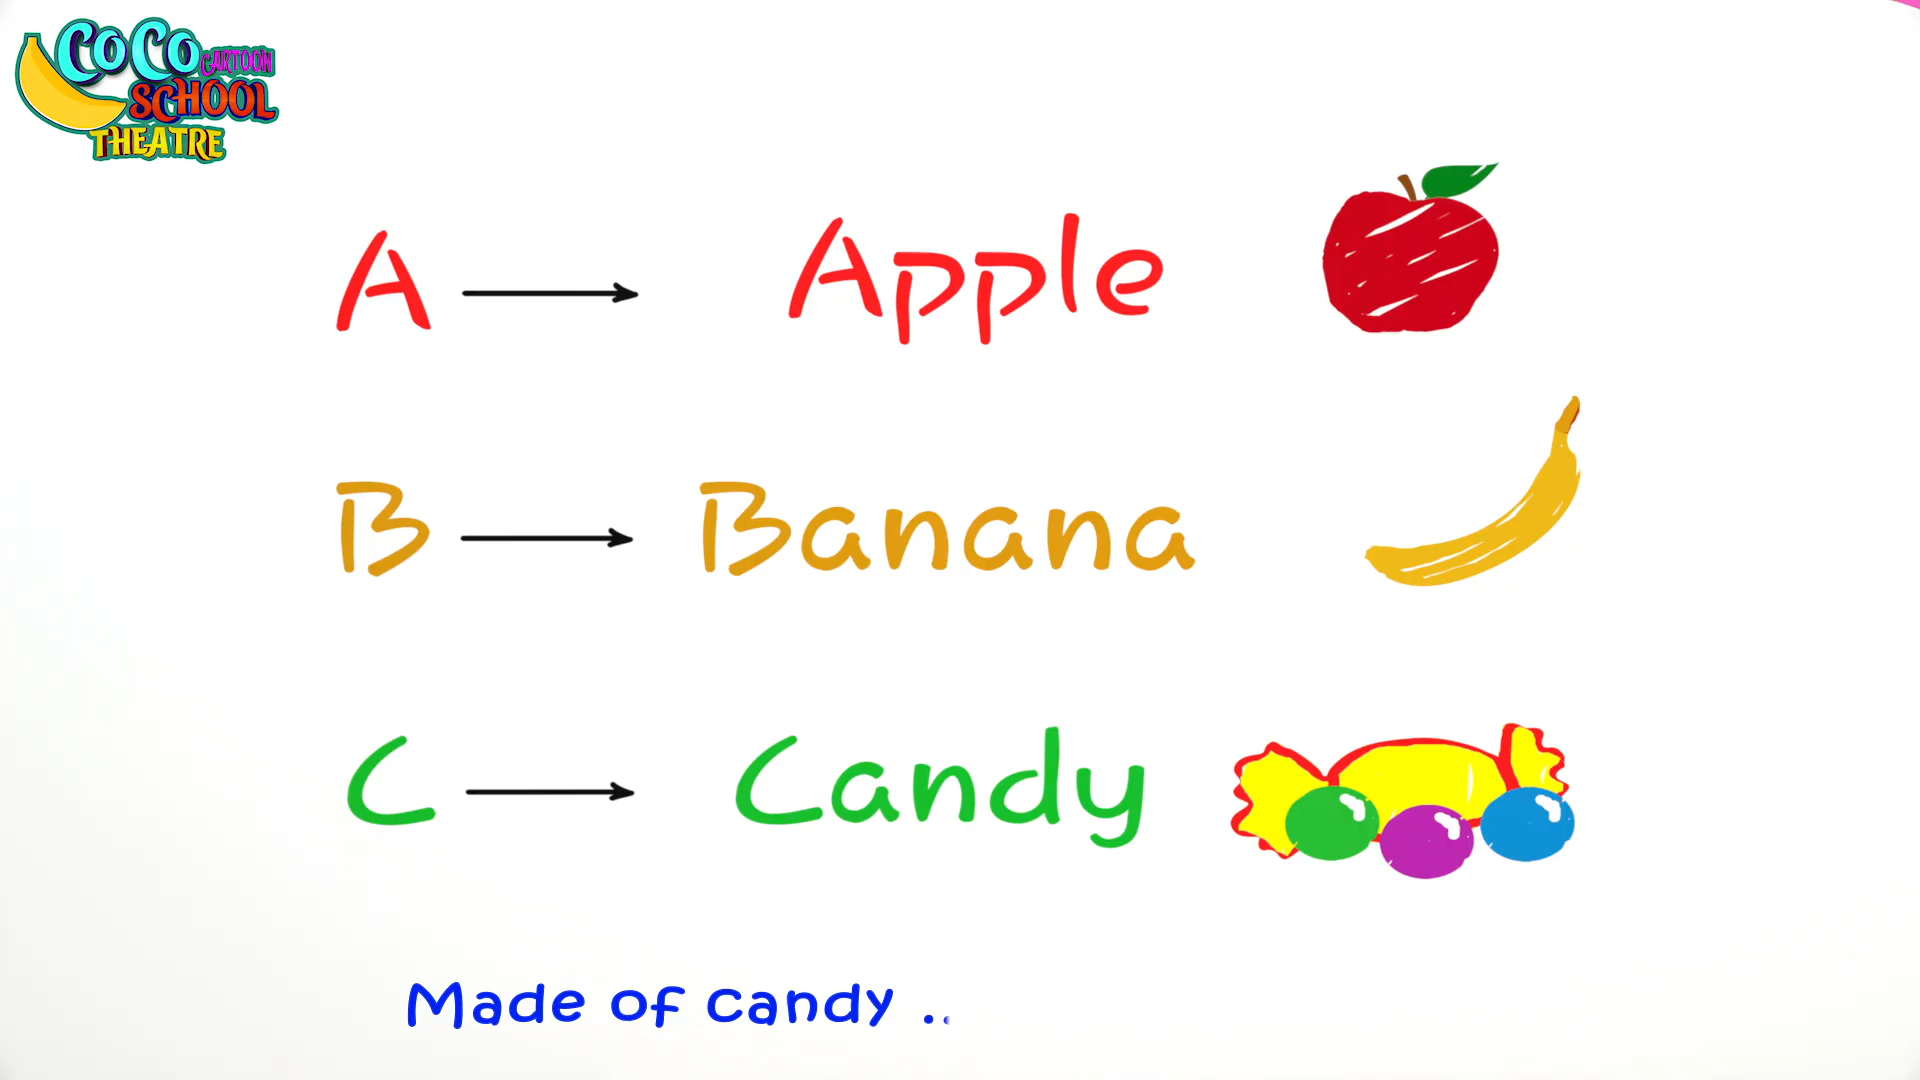 CoCo CARTOON
SCHOOL
THEATRE
A → Apple
B → Banana
C → Candy
Made of candy ..